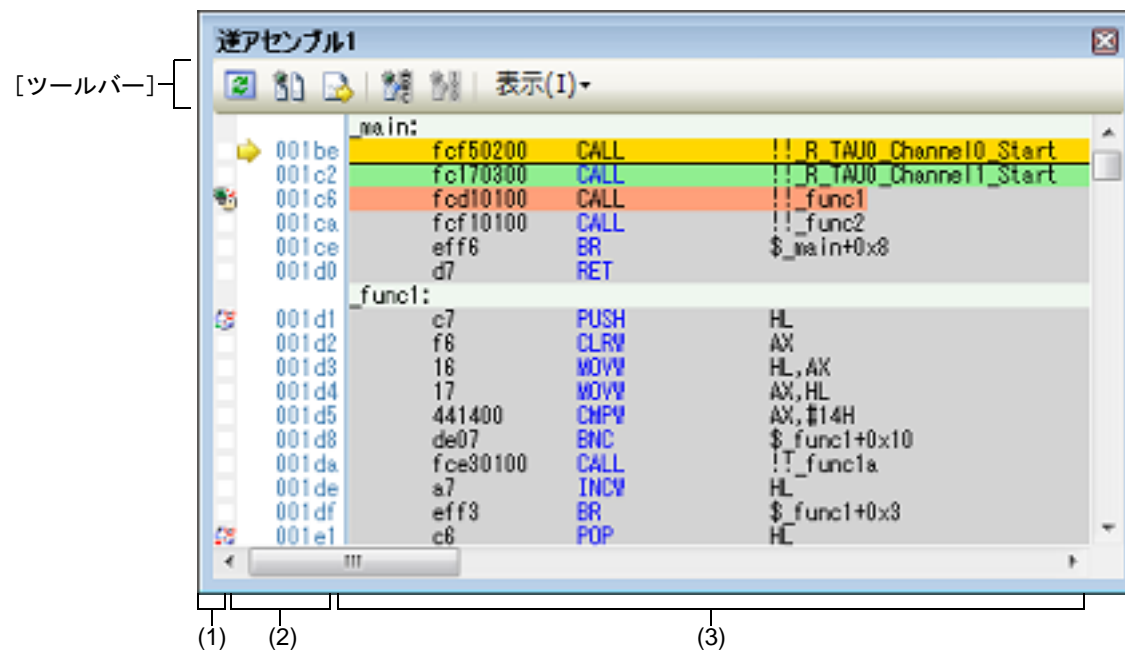 逆アセンブル1
[ツールバー]
表示(I)
_main:
001be fcf50200 CALL !!_R_TAU0_Channel0_Start
001c2 fc170300 CALL !!_R_TAU0_Channel1_Start
001c6 fcd10100 CALL !!_func1
001ca fcf10100 CALL !!_func2
001ce eff6 BR $_main+0x8
001d0 d7 RET
_func1:
001d1 c7 PUSH HL
001d2 f6 CLRW AX
001d3 16 MOVW HL,AX
001d4 17 MOVW AX,HL
001d5 441400 CMPW AX,#14H
001d8 de07 BNC $_func1+0x10
001da fce30100 CALL !!_func1a
001de a7 INCW HL
001df eff3 BR $_func1+0x3
001e1 c6 POP HL
(1) (2) (3)